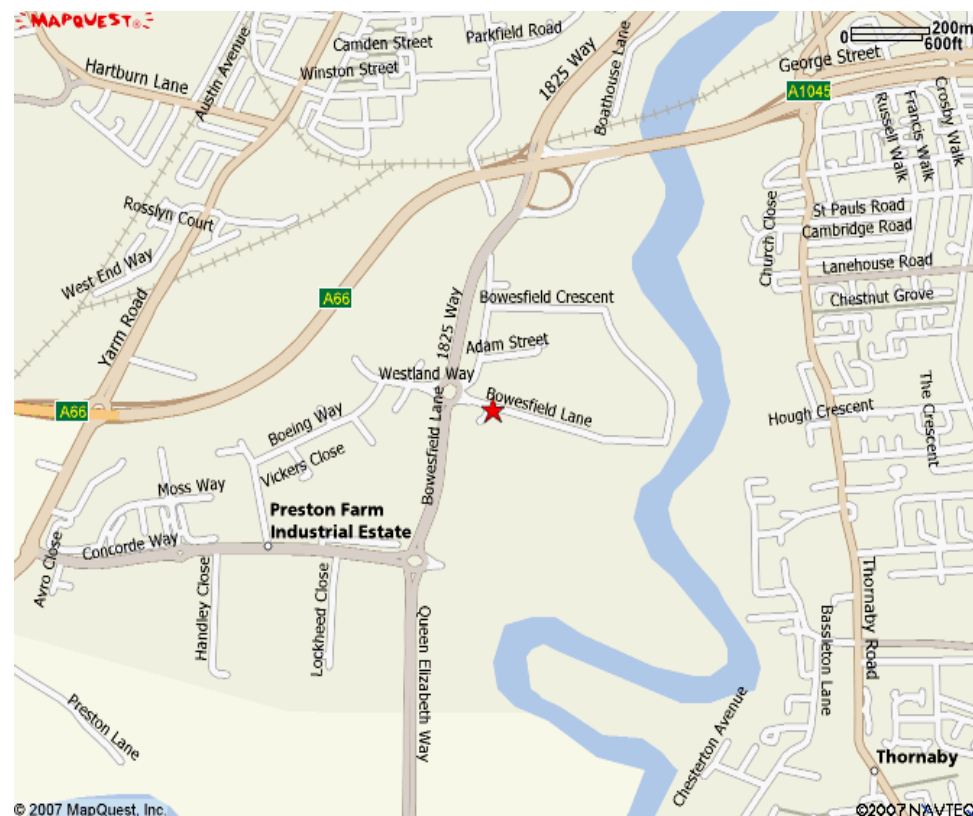 MAPQUEST®
Parkfield Road
Camden Street
Winston Street
Hartburn Lane
Austin Avenue
1825 Way
Boathouse Lane
0 200m
600ft
George Street
A1045
Crosby Walk
Francis Walk
Russell Walk
Rosslyn Court
West End Way
Yarm Road
A66
Church Close
St Pauls Road
Cambridge Road
Lanehouse Road
Chestnut Grove
Bowesfield Crescent
1825 Way
Adam Street
Westland Way
Bowesfield Lane
Bowesfield Lane
A66
Boeing Way
Vickers Close
Hough Crescent
The Crescent
Moss Way
Preston Farm
Industrial Estate
Concorde Way
Avro Close
Handley Close
Lockheed Close
Queen Elizabeth Way
Thornaby Road
Bassleton Lane
Preston Lane
Chesterton Avenue
Thornaby
© 2007 MapQuest, Inc.
©2007 NAVTEQ